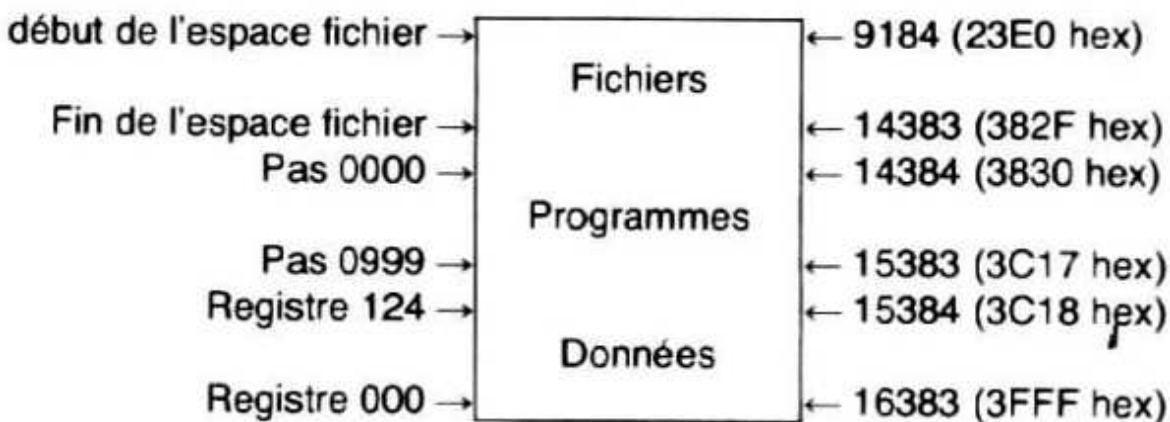 début de l'espace fichier → ← 9184 (23E0 hex)
Fichiers
Fin de l'espace fichier → ← 14383 (382F hex)
Pas 0000 → ← 14384 (3830 hex)
Programmes
Pas 0999 → ← 15383 (3C17 hex)
Registre 124 → ← 15384 (3C18 hex)
Données
Registre 000 → ← 16383 (3FFF hex)